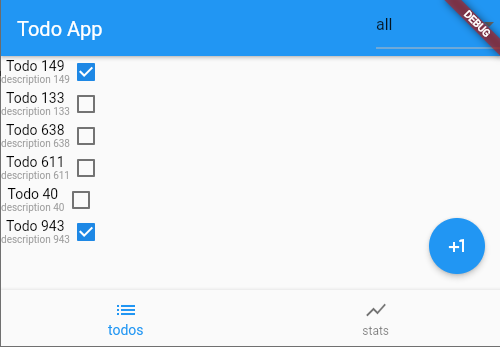 Todo App
all
DEBUG
Todo 149
description 149
Todo 133
description 133
Todo 638
description 638
Todo 611
description 611
Todo 40
description 40
Todo 943
description 943
+1
todos
stats